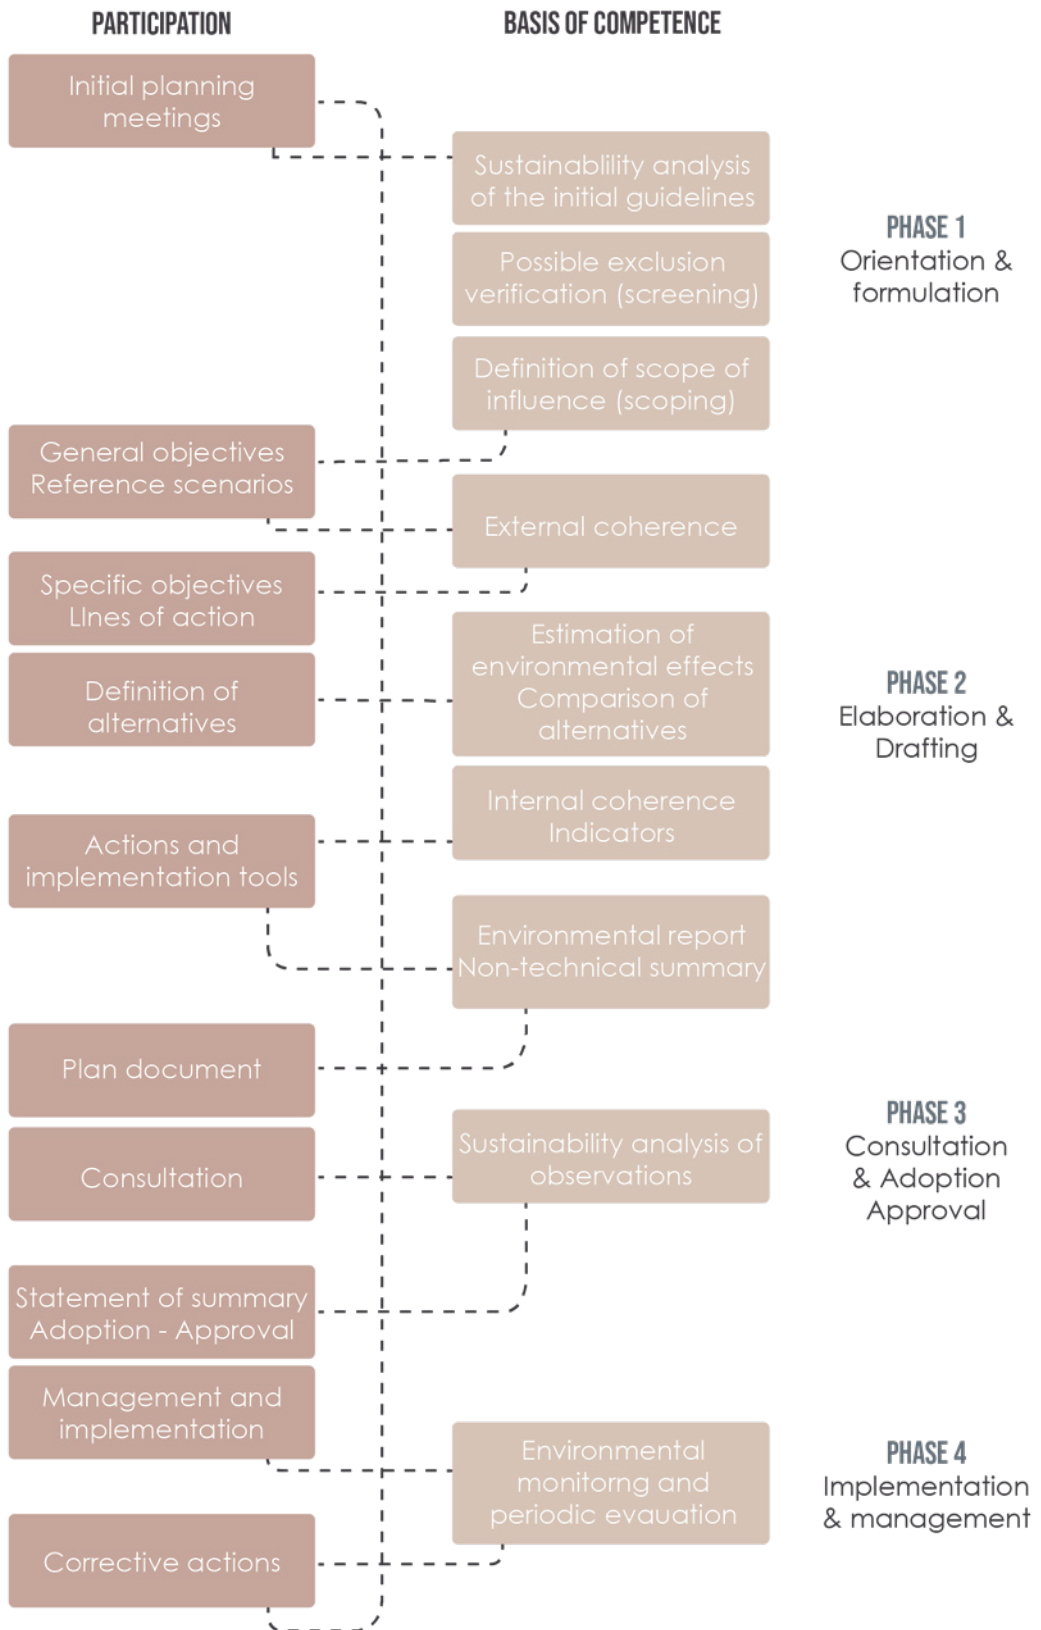 PARTICIPATION
BASIS OF COMPETENCE
Initial planning
meetings
Sustainablility analysis
of the initial guidelines
Possible exclusion
verification (screening)
Definition of scope of
influence (scoping)
PHASE 1
Orientation &
formulation
General objectives
Reference scenarios
External coherence
Specific objectives
LInes of action
Definition of
alternatives
Estimation of
environmental effects
Comparison of
alternatives
PHASE 2
Elaboration &
Drafting
Internal coherence
Indicators
Actions and
implementation tools
Environmental report
Non-technical summary
Plan document
Consultation
Sustainability analysis of
observations
PHASE 3
Consultation
& Adoption
Approval
Statement of summary
Adoption - Approval
Management and
implementation
Environmental
monitorng and
periodic evauation
PHASE 4
Implementation
& management
Corrective actions